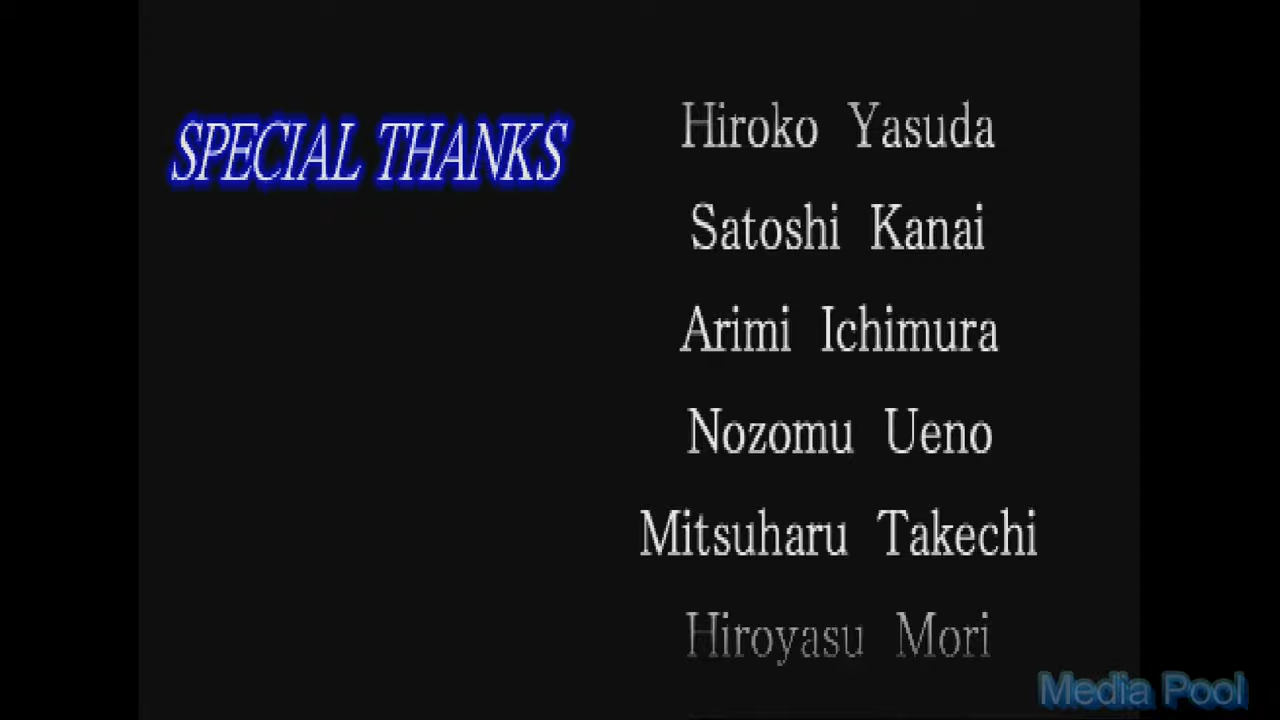 SPECIAL THANKS
Hiroko Yasuda
Satoshi Kanai
Arimi Ichimura
Nozomu Ueno
Mitsuharu Takechi
Hiroyasu Mori
Media Pool